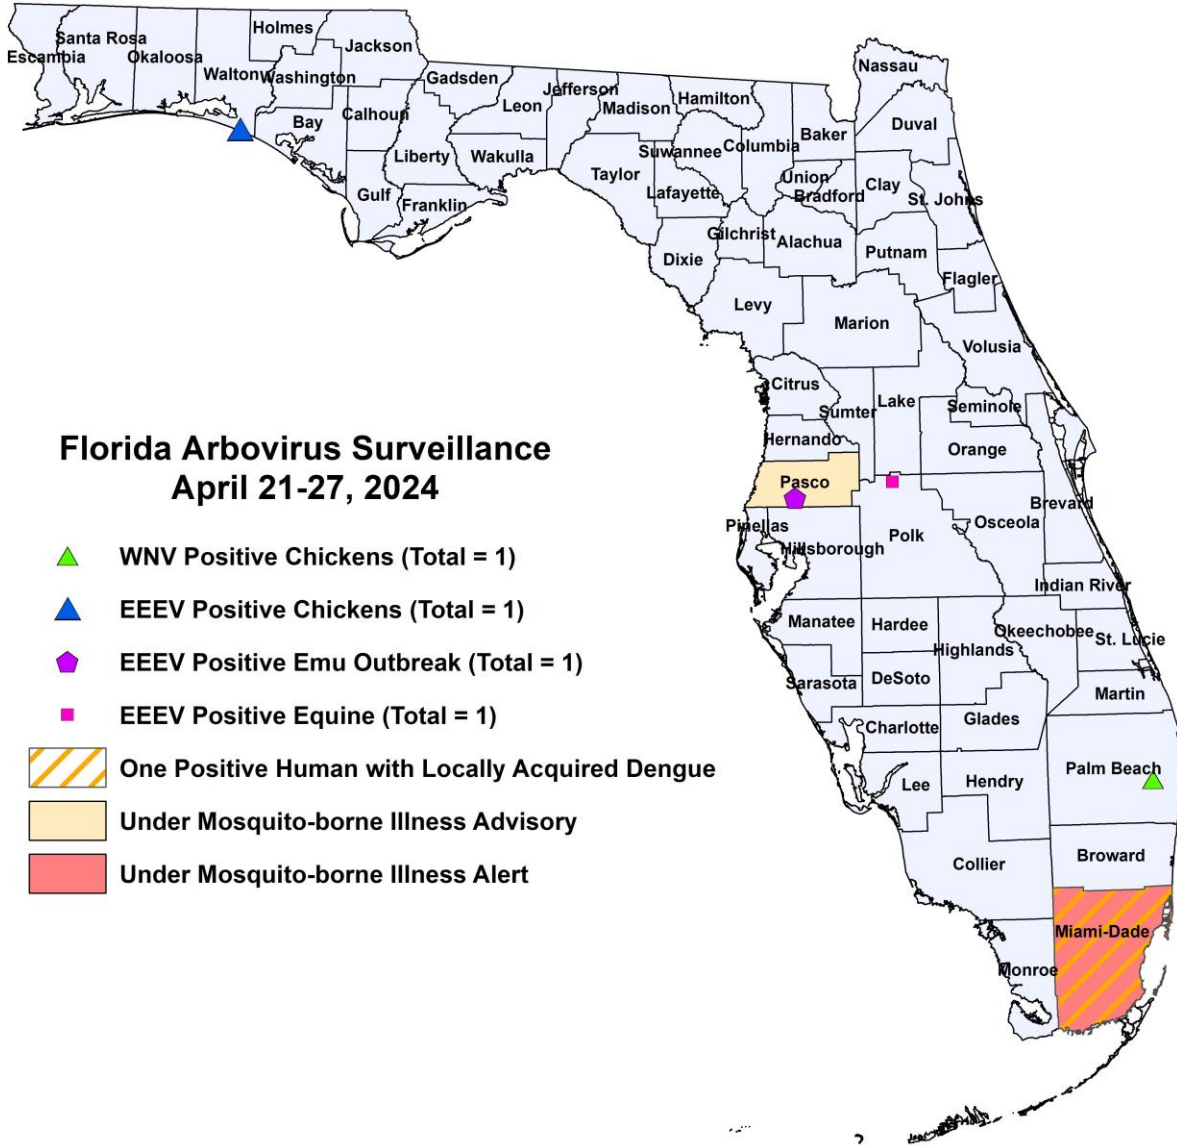 Holmes
Santa Rosa
Jackson
Escambia
Okaloosa
Walton
Washington
Gadsden
Nassau
Jefferson
Leon
Madison
Hamilton
Calhoun
Bay
Duval
Baker
Columbia
Suwannee
Liberty
Wakulla
Taylor
Union
Clay
Lafayette
Bradford
St. Johns
Gulf
Franklin
Gilchrist
Alachua
Putnam
Dixie
Flagler
Levy
Marion
Volusia
Citrus
Lake
Sumter
Seminole
Hernando
Orange
Pasco
Brevard
Osceola
Pinellas
Polk
Hillsborough
Indian River
Manatee
Hardee
Okeechobee
St. Lucie
Highlands
Sarasota
DeSoto
Martin
Charlotte
Glades
Palm Beach
Lee
Hendry
Collier
Broward
Miami-Dade
Monroe
Florida Arbovirus Surveillance
April 21-27, 2024
WNV Positive Chickens (Total = 1)
EEEV Positive Chickens (Total = 1)
EEEV Positive Emu Outbreak (Total = 1)
EEEV Positive Equine (Total = 1)
One Positive Human with Locally Acquired Dengue
Under Mosquito-borne Illness Advisory
Under Mosquito-borne Illness Alert